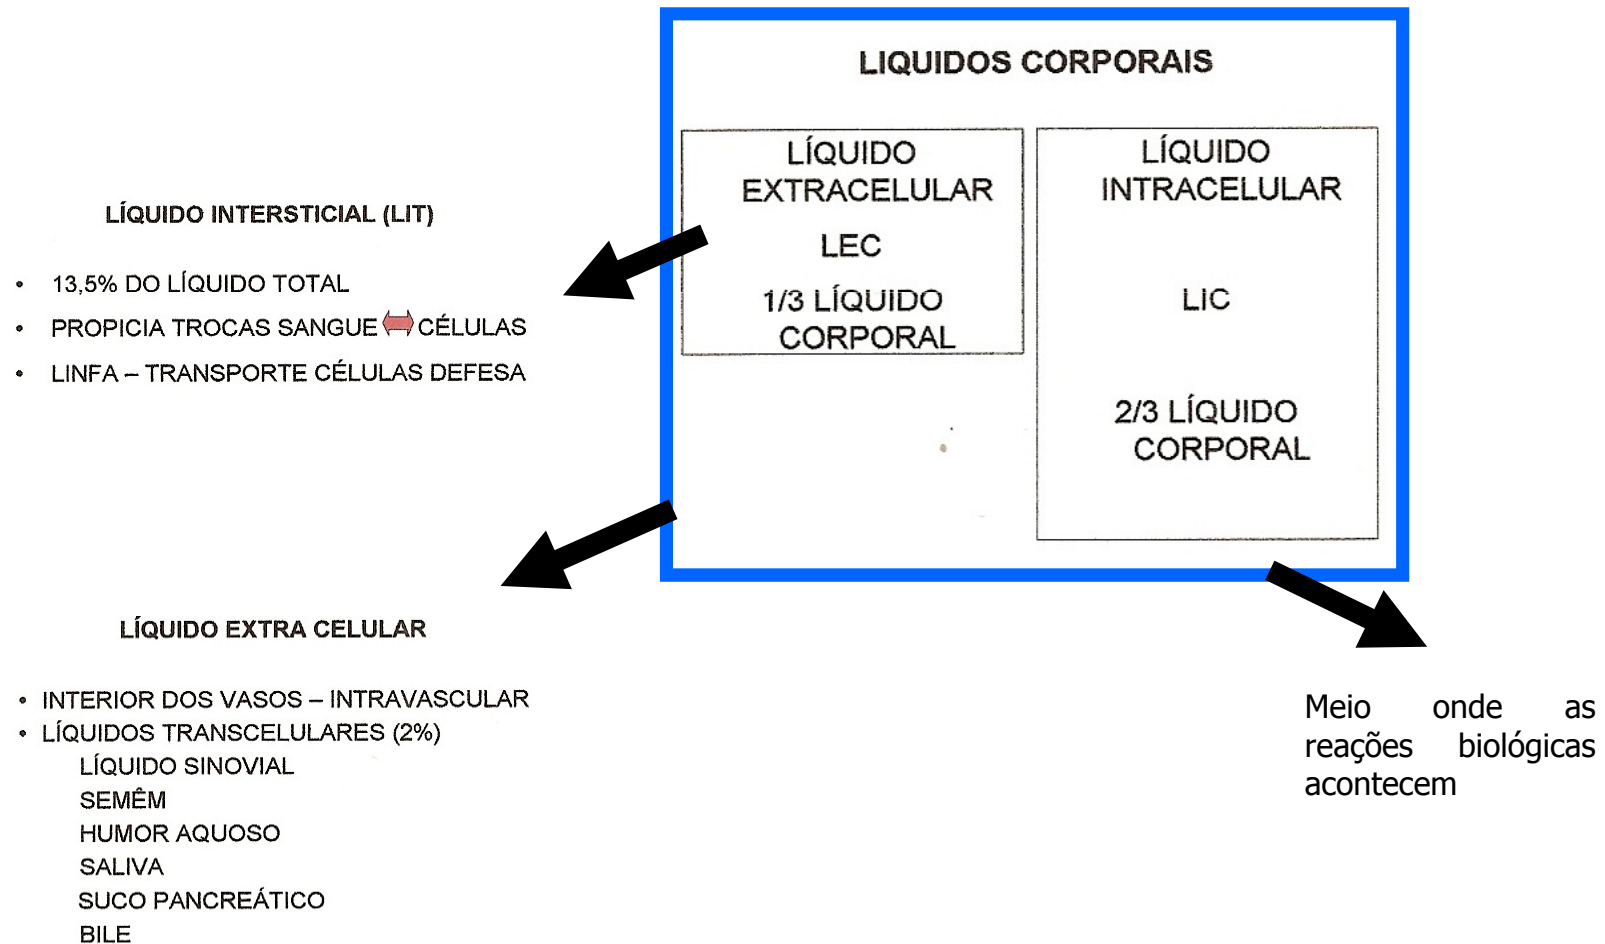 LIQUIDOS CORPORAIS
LÍQUIDO
EXTRACELULAR
LEC
1/3 LÍQUIDO
CORPORAL
LÍQUIDO
INTRACELULAR
LIC
2/3 LÍQUIDO
CORPORAL
LÍQUIDO INTERSTICIAL (LIT)
• 13,5% DO LÍQUIDO TOTAL
• PROPICIA TROCAS SANGUE CÉLULAS
• LINFA – TRANSPORTE CÉLULAS DEFESA
LÍQUIDO EXTRA CELULAR
• INTERIOR DOS VASOS – INTRAVASCULAR
• LÍQUIDOS TRANSCELULARES (2%)
LÍQUIDO SINOVIAL
SEMÊM
HUMOR AQUOSO
SALIVA
SUCO PANCREÁTICO
BILE
Meio onde as
reações biológicas
acontecem